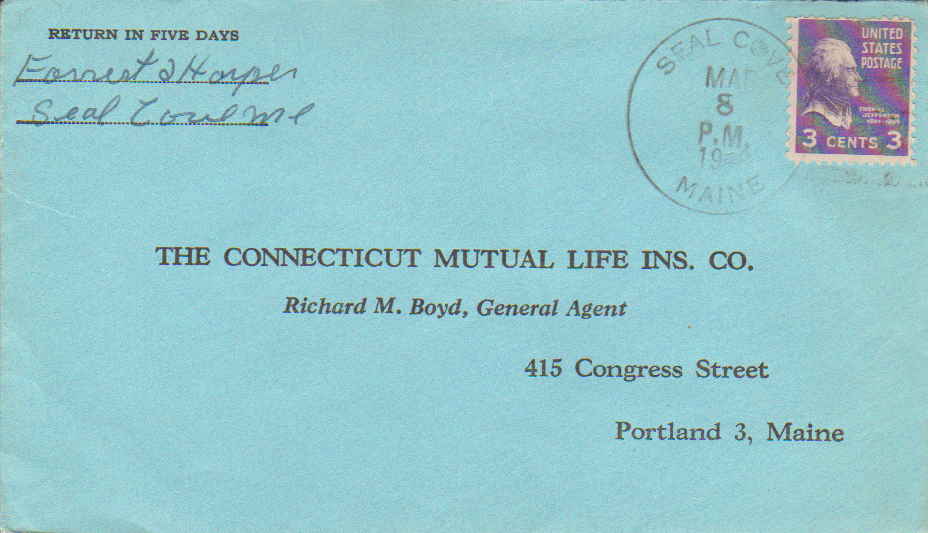 RETURN IN FIVE DAYS
Forrest J Harper
Seal Cove Me
SEAL COVE
MAR
8
P.M.
MAINE
UNITED
STATES
POSTAGE
3 CENTS 3
THE CONNECTICUT MUTUAL LIFE INS. CO.
Richard M. Boyd, General Agent
415 Congress Street
Portland 3, Maine